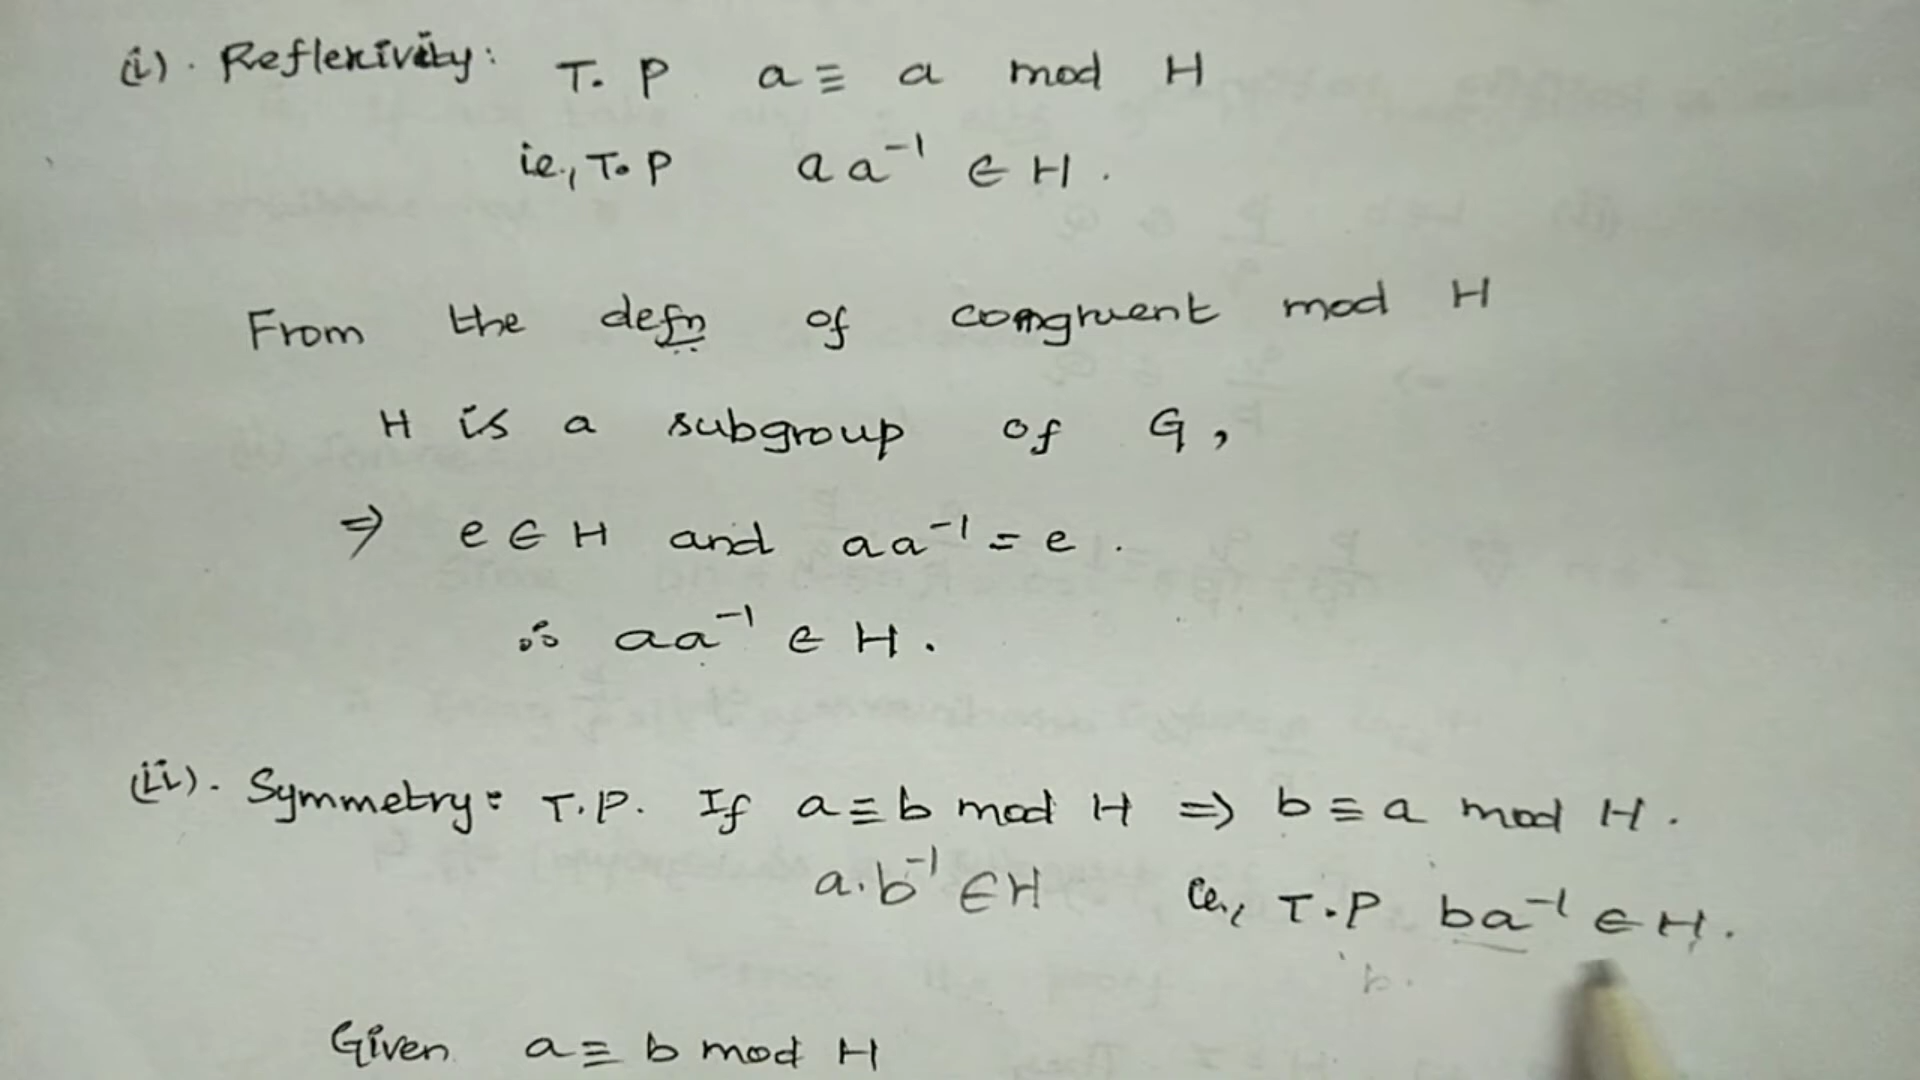 (i). Reflexivity: T. P a ≡ a mod H
ie., T. P aa⁻¹ ∈ H.
From the defn of congruent mod H
H is a subgroup of G,
⇒ e ∈ H and aa⁻¹ = e.
∴ aa⁻¹ ∈ H.
(ii). Symmetry: T.P. If a ≡ b mod H ⇒ b ≡ a mod H.
a.b⁻¹ ∈ H ie., T.P ba⁻¹ ∈ H.
Given a ≡ b mod H